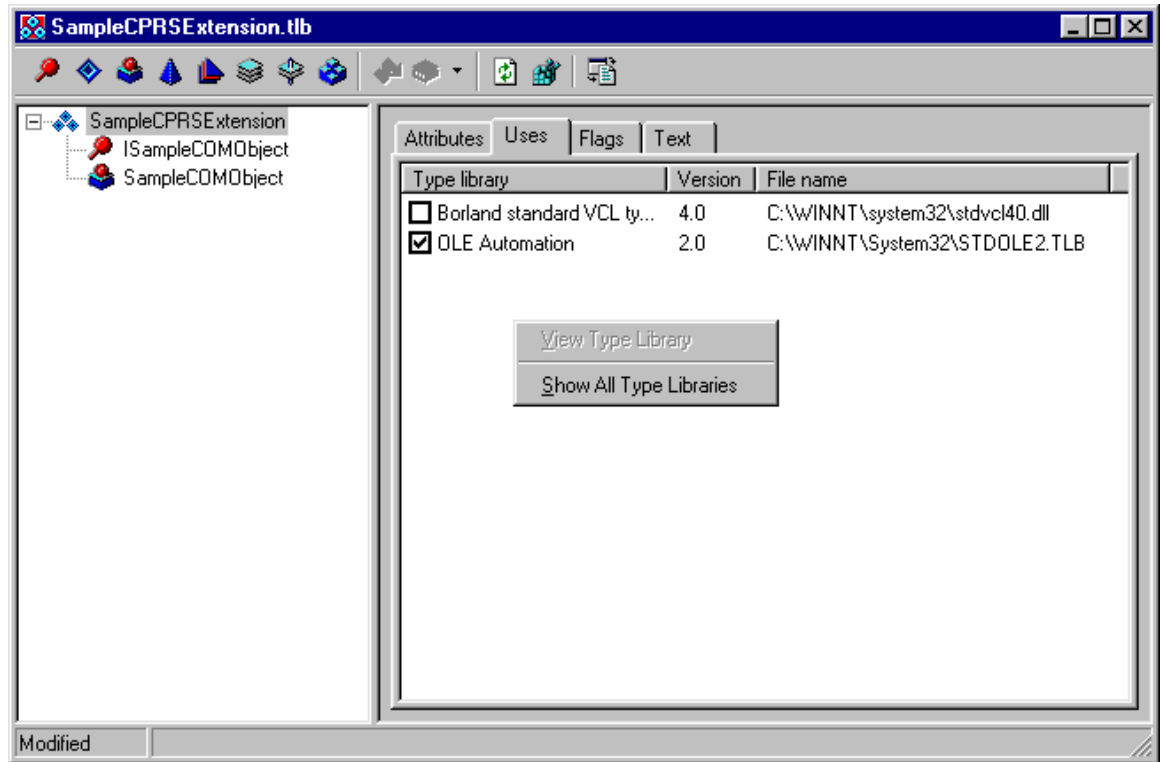 SampleCPRSExtension.tlb
SampleCPRSExtension
ISampleCOMObject
SampleCOMObject
Attributes Uses Flags Text
Type library Version File name
Borland standard VCL ty... 4.0 C:\WINNT\system32\stdvcl40.dll
OLE Automation 2.0 C:\WINNT\System32\STDOLE2.TLB
View Type Library
Show All Type Libraries
Modified